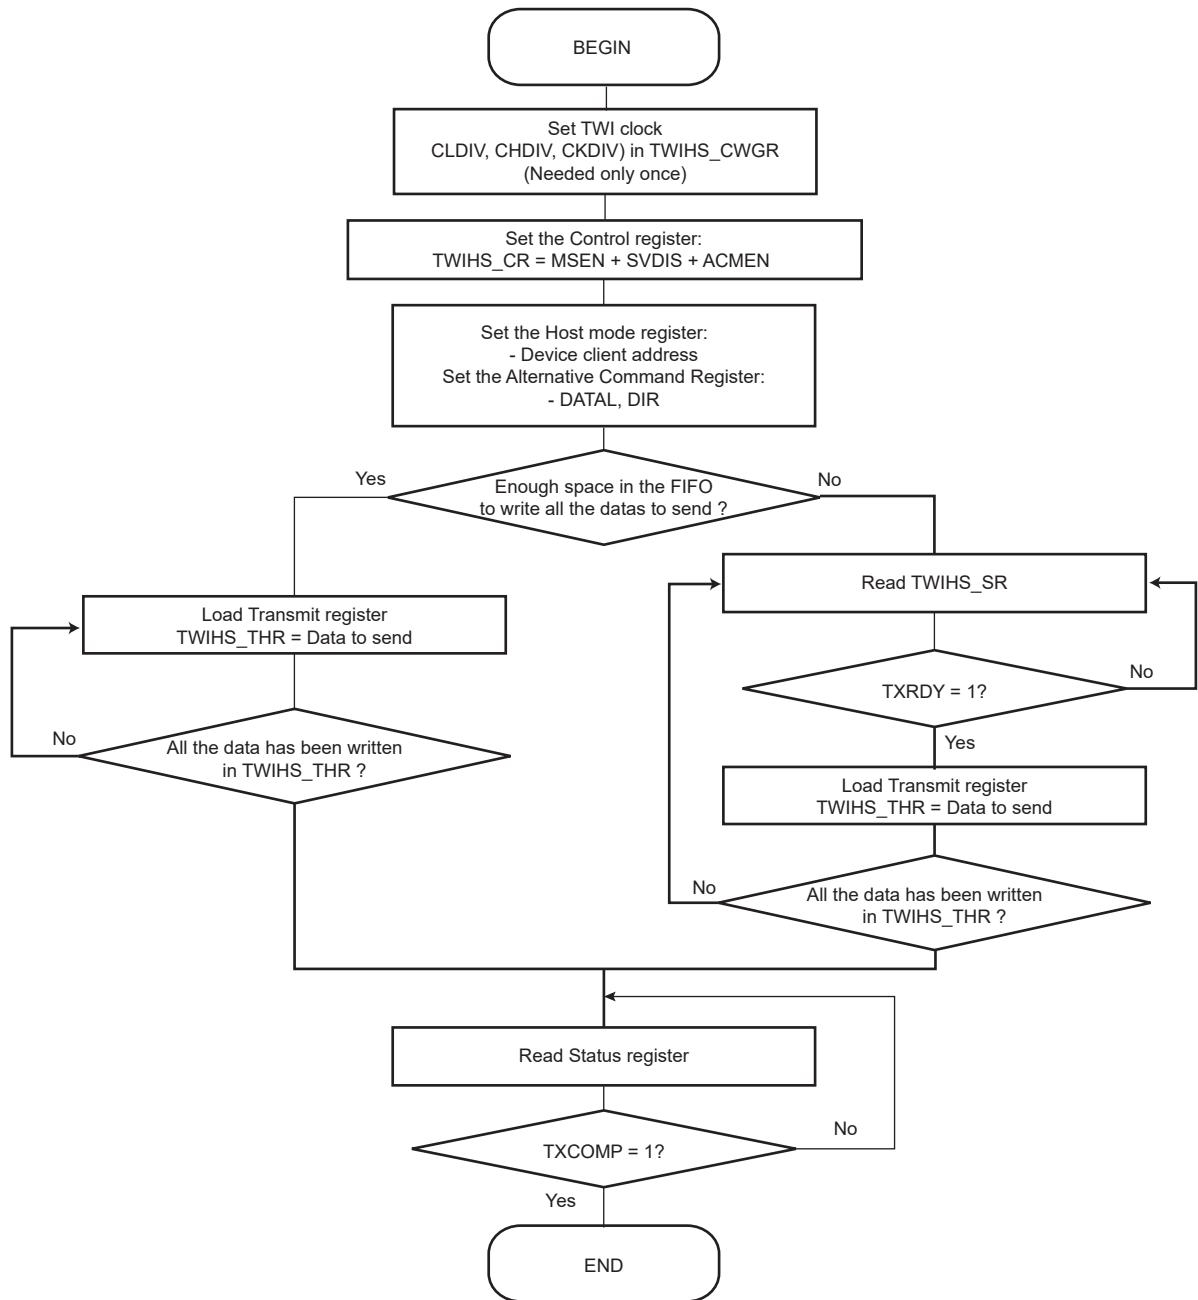 BEGIN
Set TWI clock
CLDIV, CHDIV, CKDIV) in TWIHS_CWGR
(Needed only once)
Set the Control register:
TWIHS_CR = MSEN + SVDIS + ACMEN
Set the Host mode register:
- Device client address
Set the Alternative Command Register:
- DATAL, DIR
Yes
Enough space in the FIFO
to write all the datas to send ?
No
Load Transmit register
TWIHS_THR = Data to send
No
All the data has been written
in TWIHS_THR ?
Read TWIHS_SR
TXRDY = 1?
No
Yes
Load Transmit register
TWIHS_THR = Data to send
No
All the data has been written
in TWIHS_THR ?
Read Status register
TXCOMP = 1?
No
Yes
END